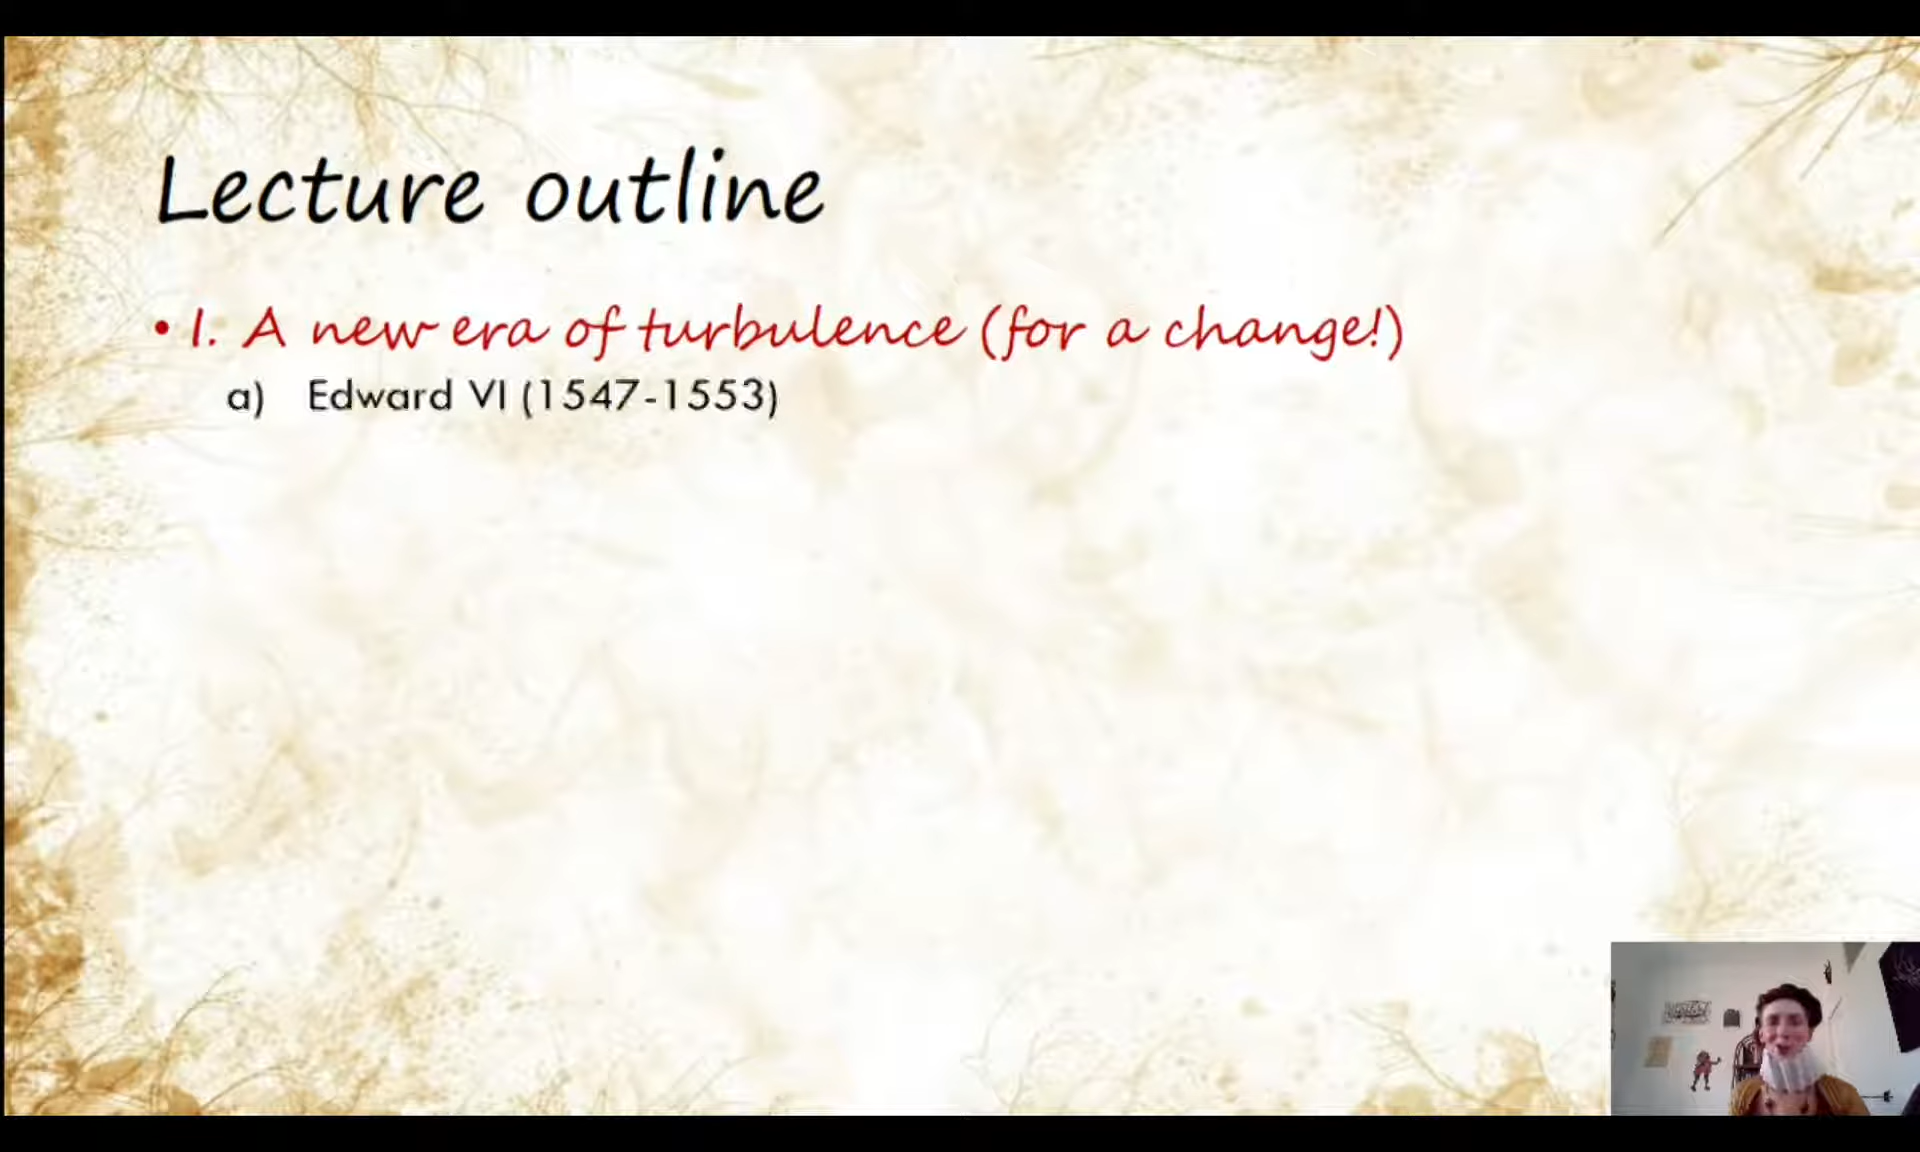 Lecture outline
• I. A new era of turbulence (for a change!)
a) Edward VI (1547-1553)